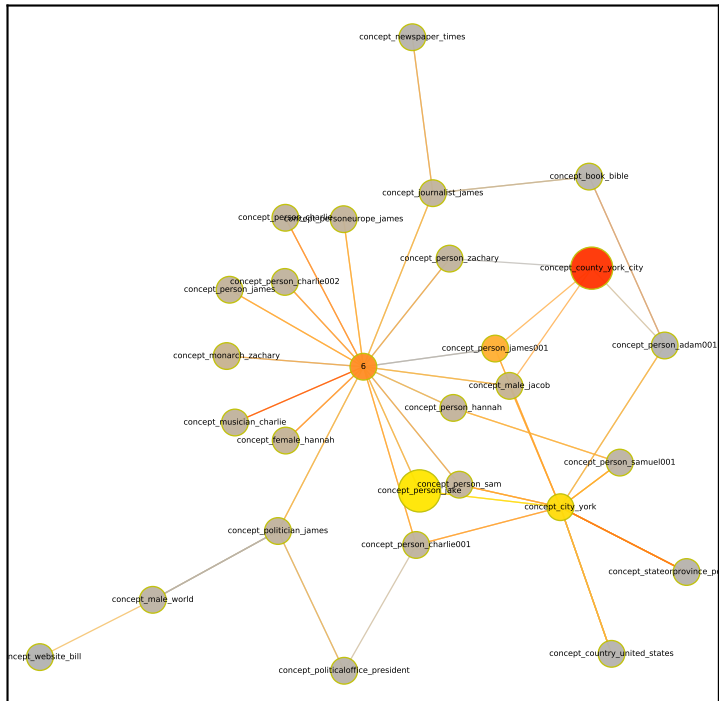 concept_newspaper_times
concept_book_bible
concept_journalist_james
concept_person_charlie
concept_personeurope_james
concept_person_zachary
concept_county_york_city
concept_person_charlie002
concept_person_james
concept_person_james001
concept_person_adam001
concept_monarch_zachary
6
concept_male_jacob
concept_person_hannah
concept_musician_charlie
concept_female_hannah
concept_person_samuel001
concept_person_sam
concept_person_jake
concept_city_york
concept_politician_james
concept_person_charlie001
concept_stateorprovince_p
concept_male_world
concept_country_united_states
ncept_website_bill
concept_politicaloffice_president